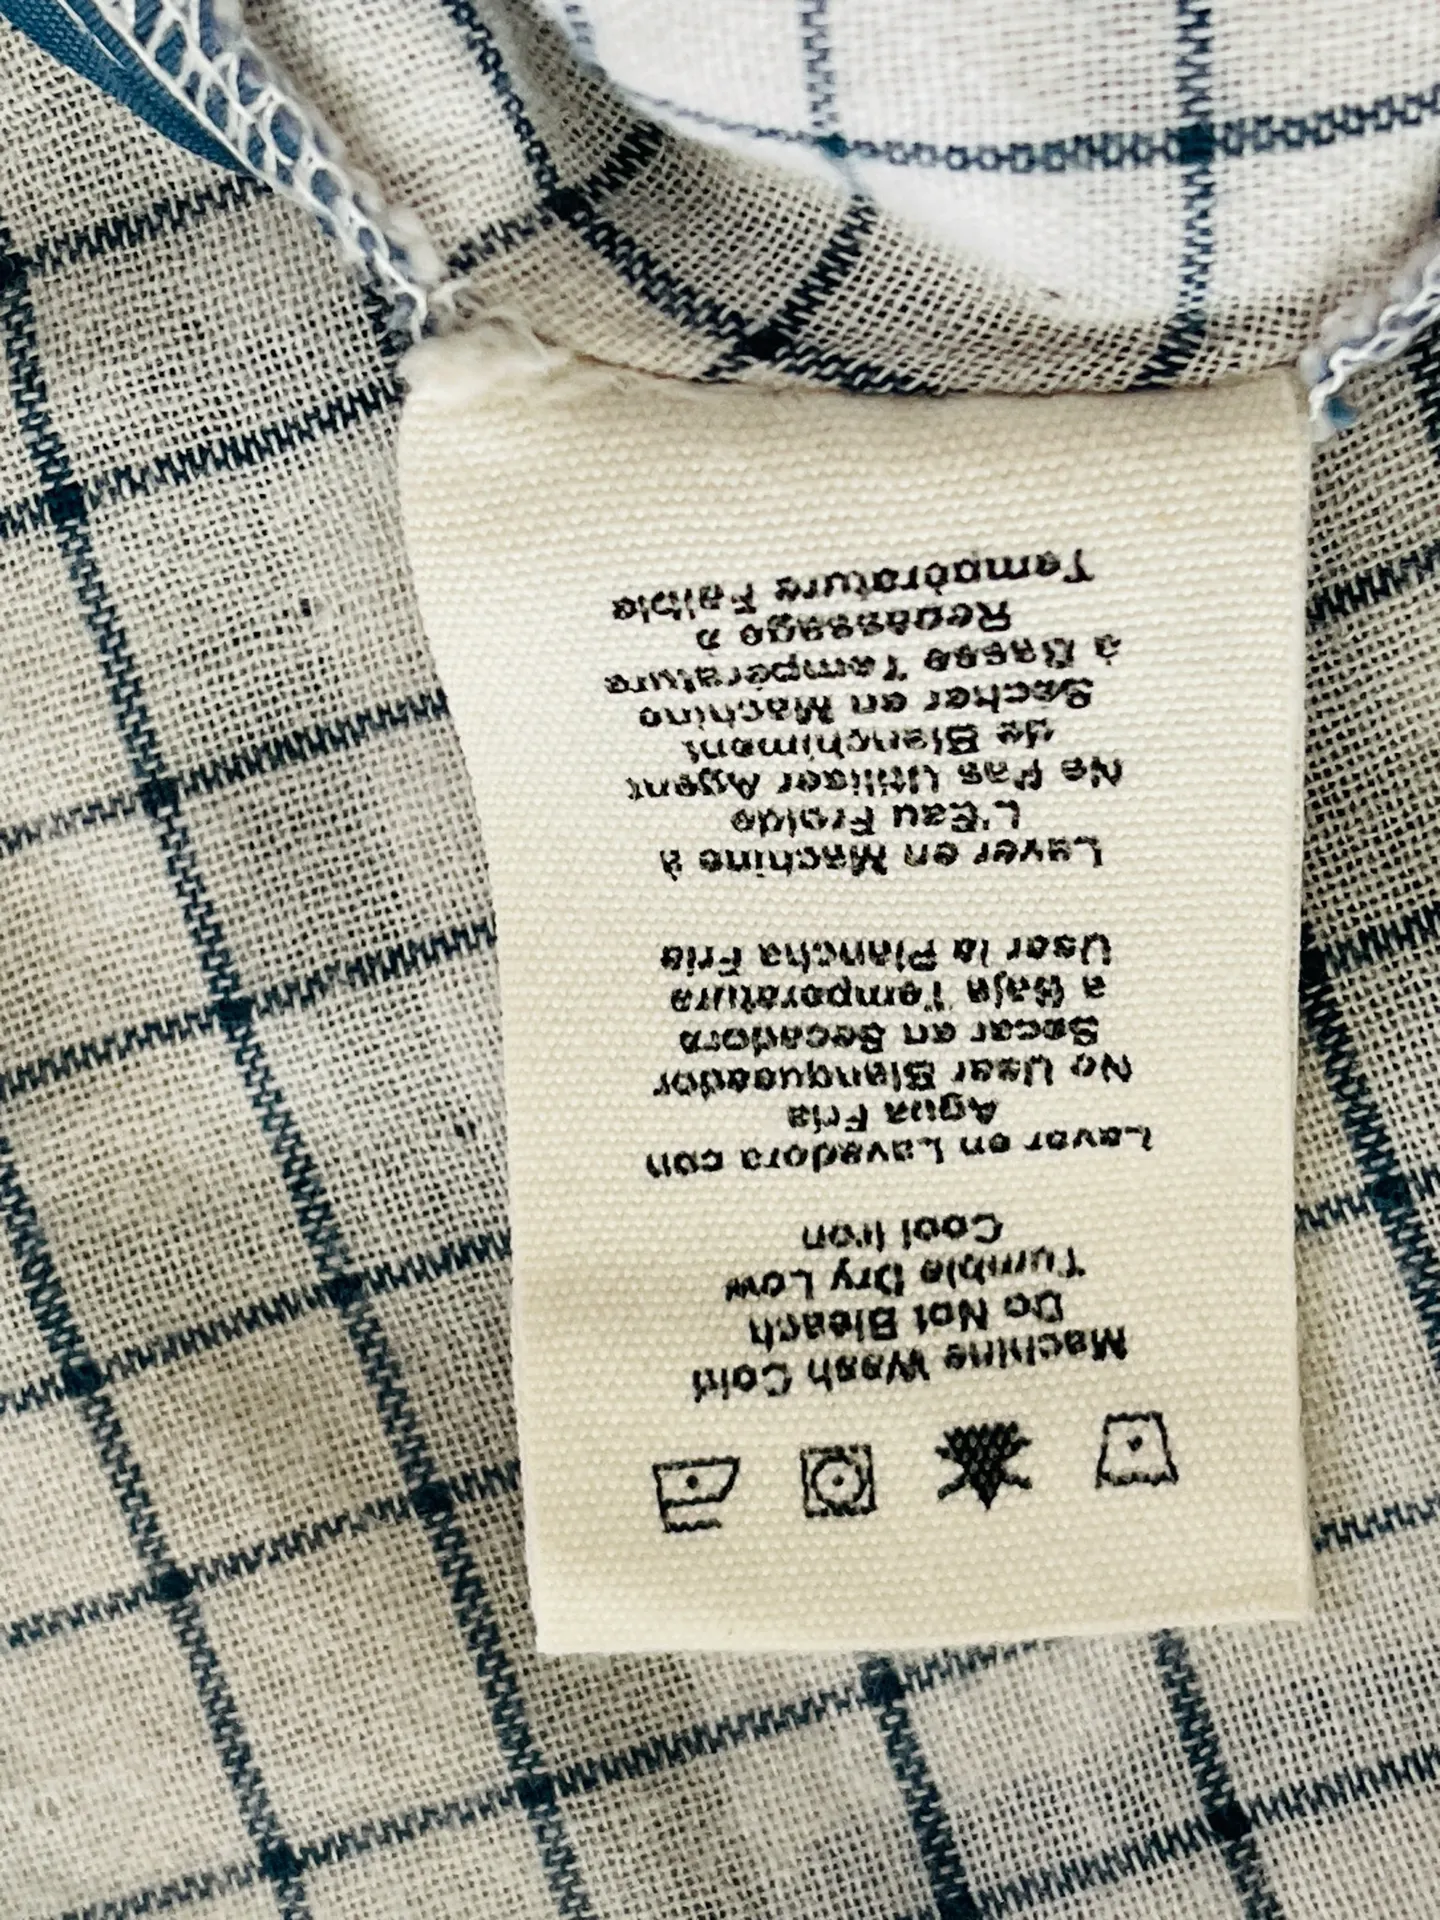 Machine Wash Cold
Do Not Bleach
Tumble Dry Low
Cool Iron
Lavar en Lavadora con
Agua Fria
No Usar Blanqueador
Secar en Secadora
a Baja Temperatura
Usar la Plancha Fria
Laver en Machine à
L'Eau Froide
Ne Pas Utiliser Agent
de Blanchiment
Sècher en Machine
à Basse Température
Repassage à
Température Faible